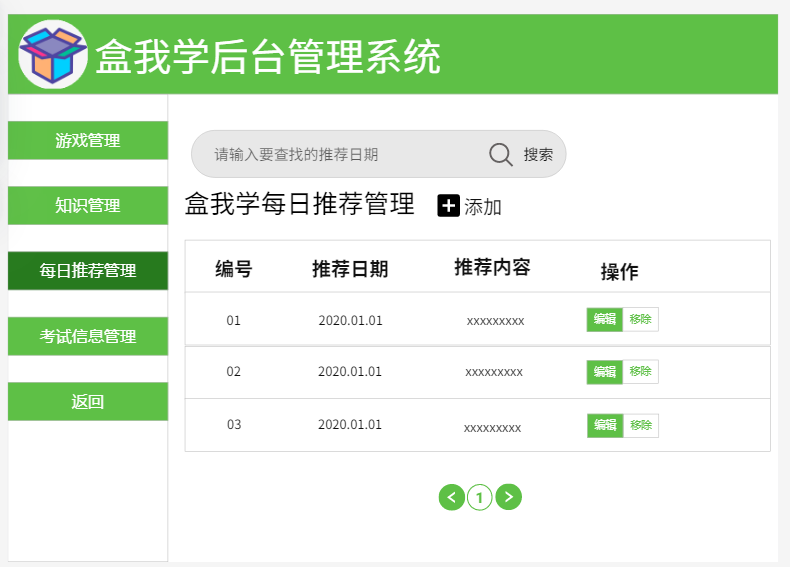 盒我学后台管理系统
游戏管理
知识管理
每日推荐管理
考试信息管理
返回
请输入要查找的推荐日期 搜索
盒我学每日推荐管理 添加
编号 推荐日期 推荐内容 操作
01 2020.01.01 xxxxxxxxx 编辑 移除
02 2020.01.01 xxxxxxxxx 编辑 移除
03 2020.01.01 xxxxxxxxx 编辑 移除
< 1 >